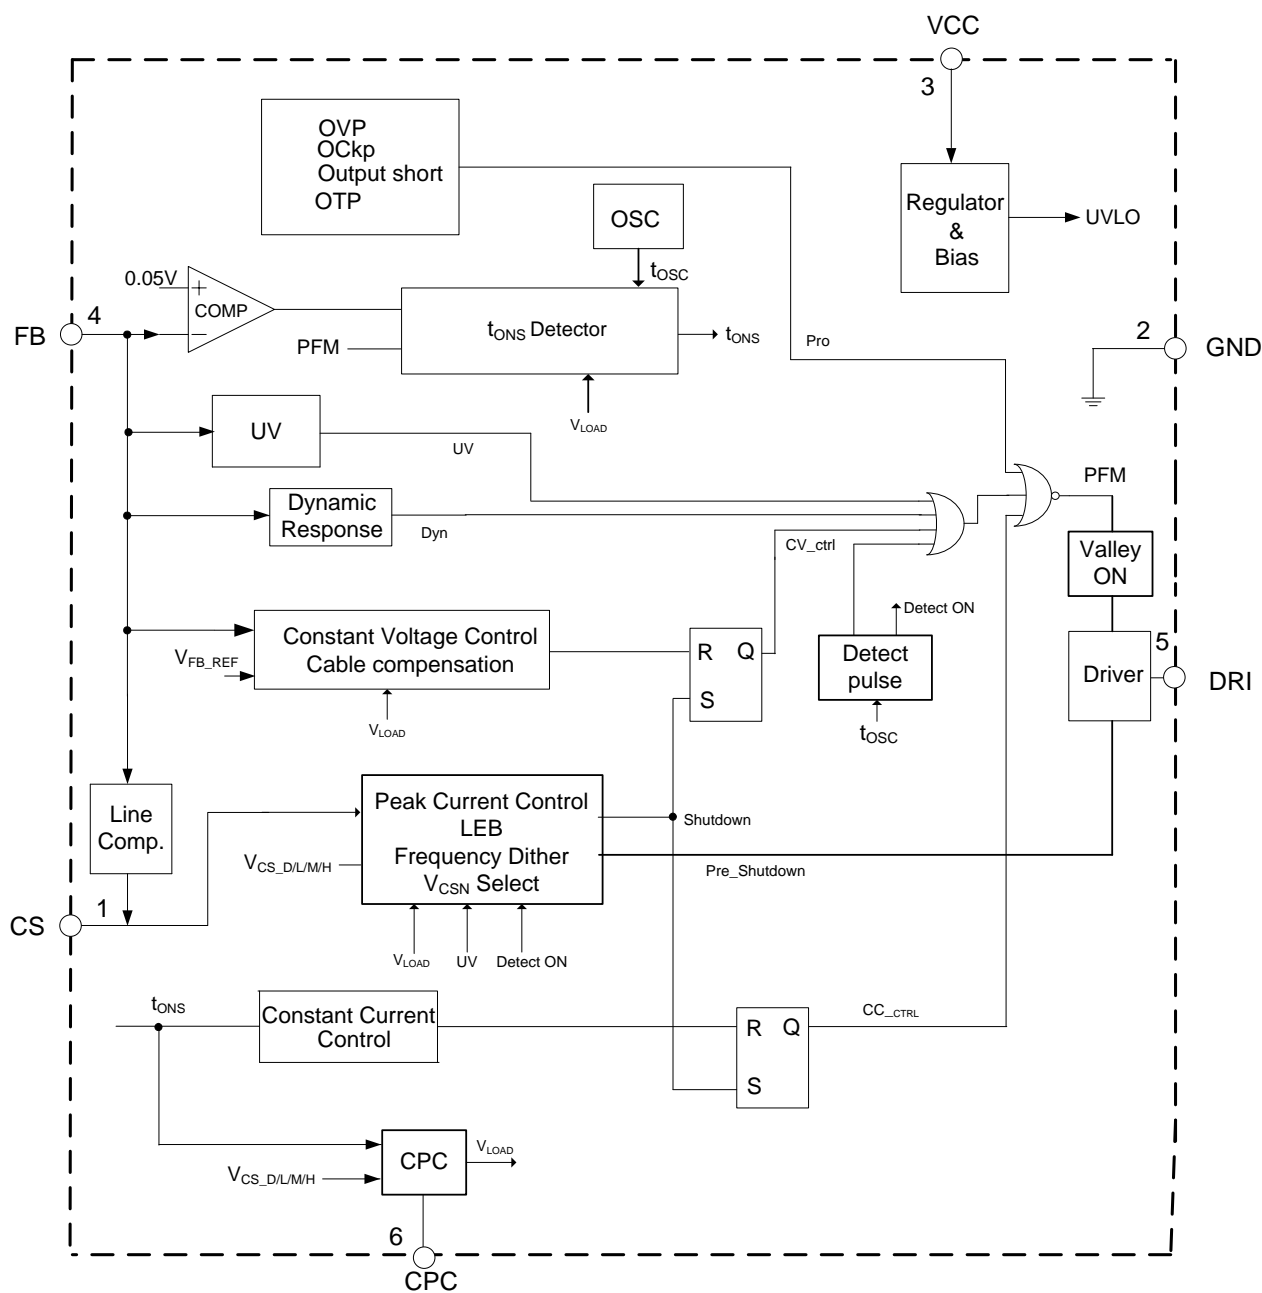 VCC
3
OVP
OCkp
Output short
OTP
OSC
tOSC
Regulator
&
Bias
UVLO
0.05V
+
COMP
−
FB
4
PFM
tONS Detector
tONS
VLOAD
Pro
2
GND
UV
UV
Dynamic
Response
Dyn
CV_ctrl
PFM
Valley
ON
Detect ON
Constant Voltage Control
Cable compensation
VFB_REF
VLOAD
R
Q
S
Detect
pulse
tOSC
Driver
5
DRI
Line
Comp.
Peak Current Control
LEB
Frequency Dither
VCSN Select
VCS_D/L/M/H
Shutdown
Pre_Shutdown
CS
1
VLOAD
UV
Detect ON
tONS
Constant Current
Control
R
Q
S
CC_CTRL
CPC
VLOAD
VCS_D/L/M/H
6
CPC